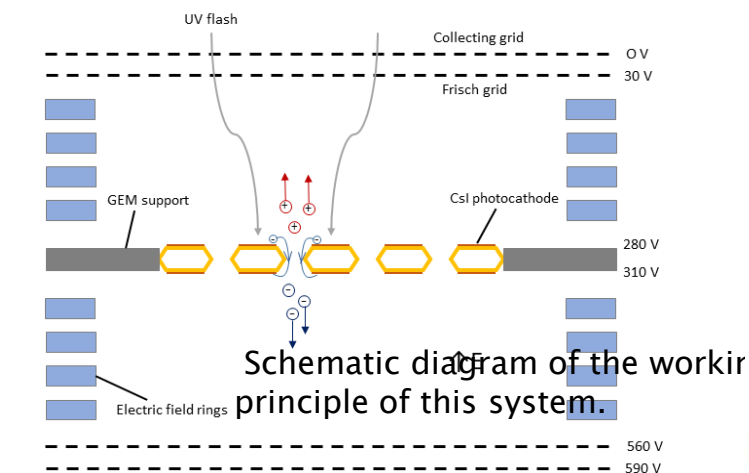 UV flash
Collecting grid
0 V
30 V
Frisch grid
GEM support
CsI photocathode
280 V
310 V
Schematic diagram of the workin
Electric field rings
principle of this system.
560 V
590 V